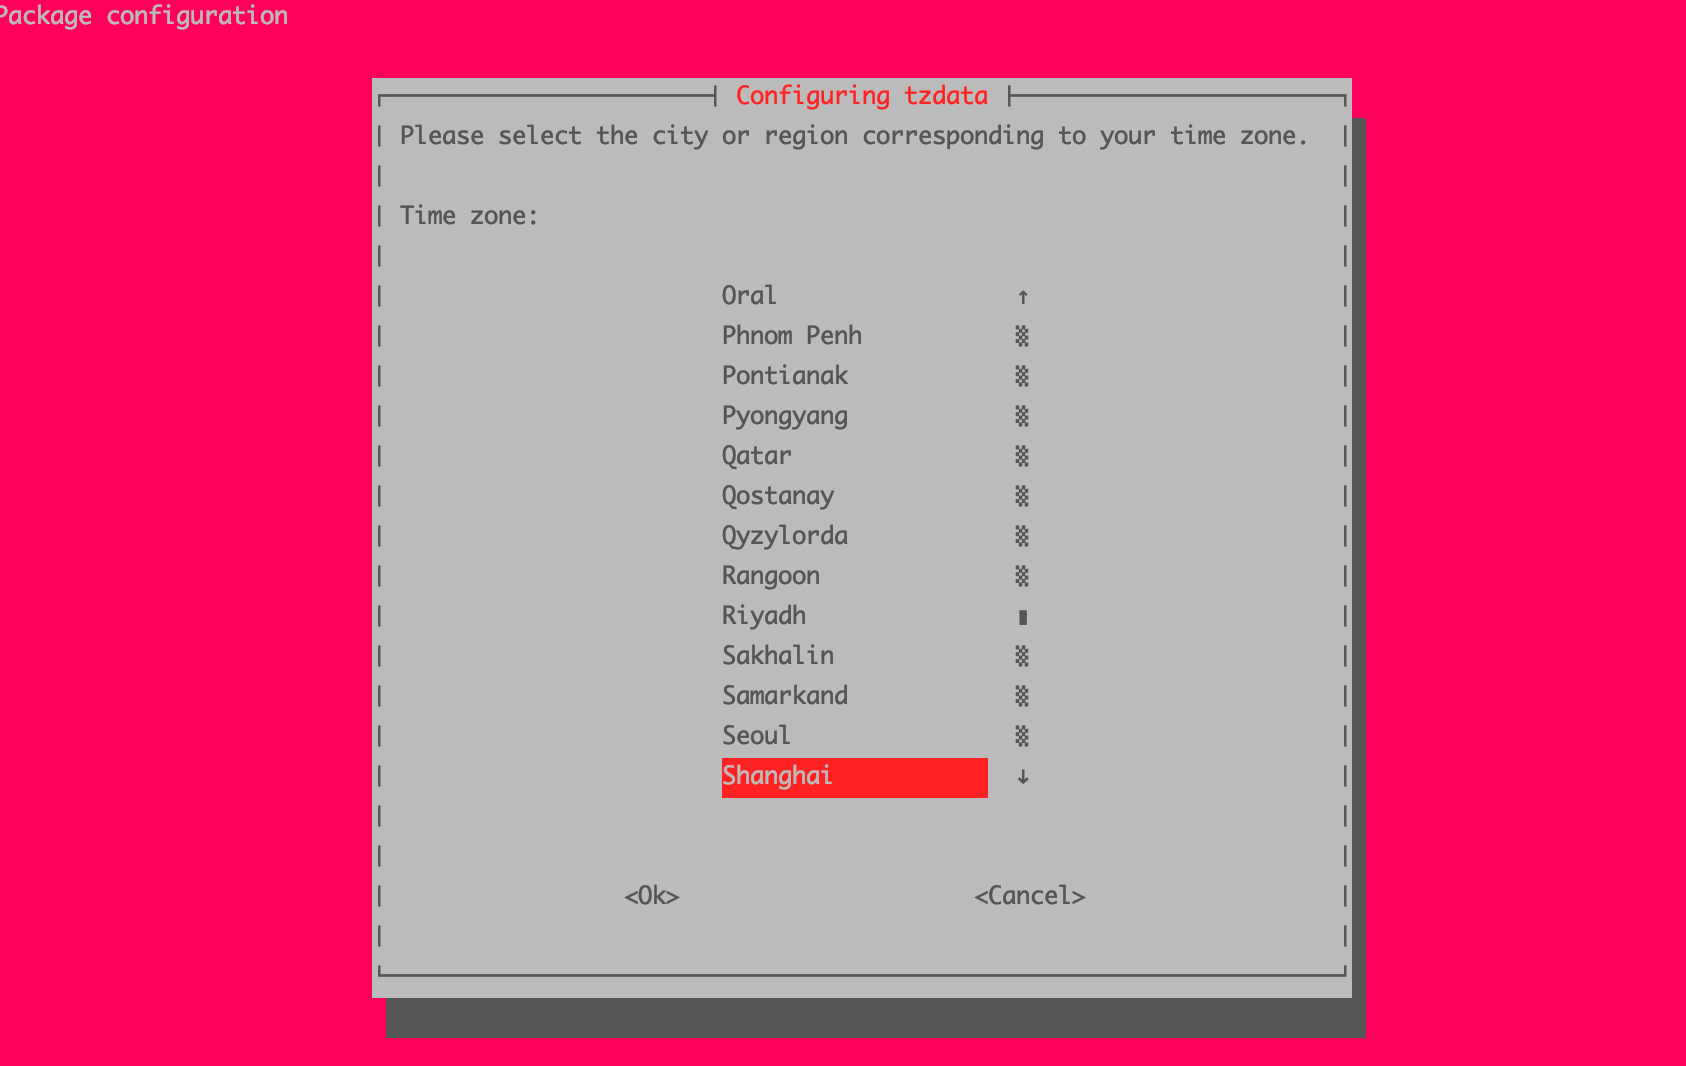 Package configuration
Configuring tzdata
Please select the city or region corresponding to your time zone.
Time zone:
Oral ↑
Phnom Penh
Pontianak
Pyongyang
Qatar
Qostanay
Qyzylorda
Rangoon
Riyadh
Sakhalin
Samarkand
Seoul
Shanghai ↓
<Ok> <Cancel>